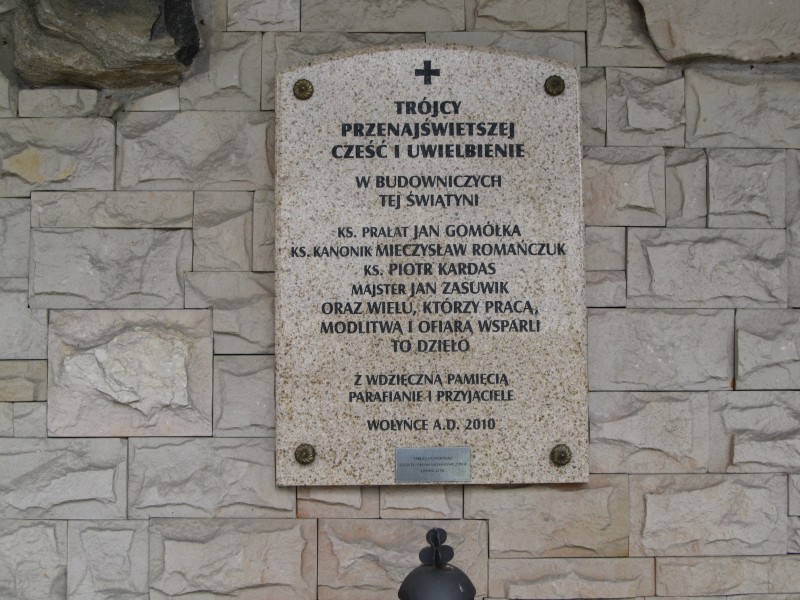 TRÓJCY
PRZENAJŚWIĘTSZEJ
CZEŚĆ I UWIELBIENIE
W BUDOWNICZYCH
TEJ ŚWIĄTYNI
KS. PRAŁAT JAN GOMÓŁKA
KS. KANONIK MIECZYSŁAW ROMAŃCZUK
KS. PIOTR KARDAS
MAJSTER JAN ZASUWIK
ORAZ WIELU, KTÓRZY PRACĄ,
MODLITWĄ I OFIARĄ WSPARLI
TO DZIEŁO
Z WDZIĘCZNĄ PAMIĘCIĄ
PARAFIANIE I PRZYJACIELE
WOŁYŃCE A.D. 2010